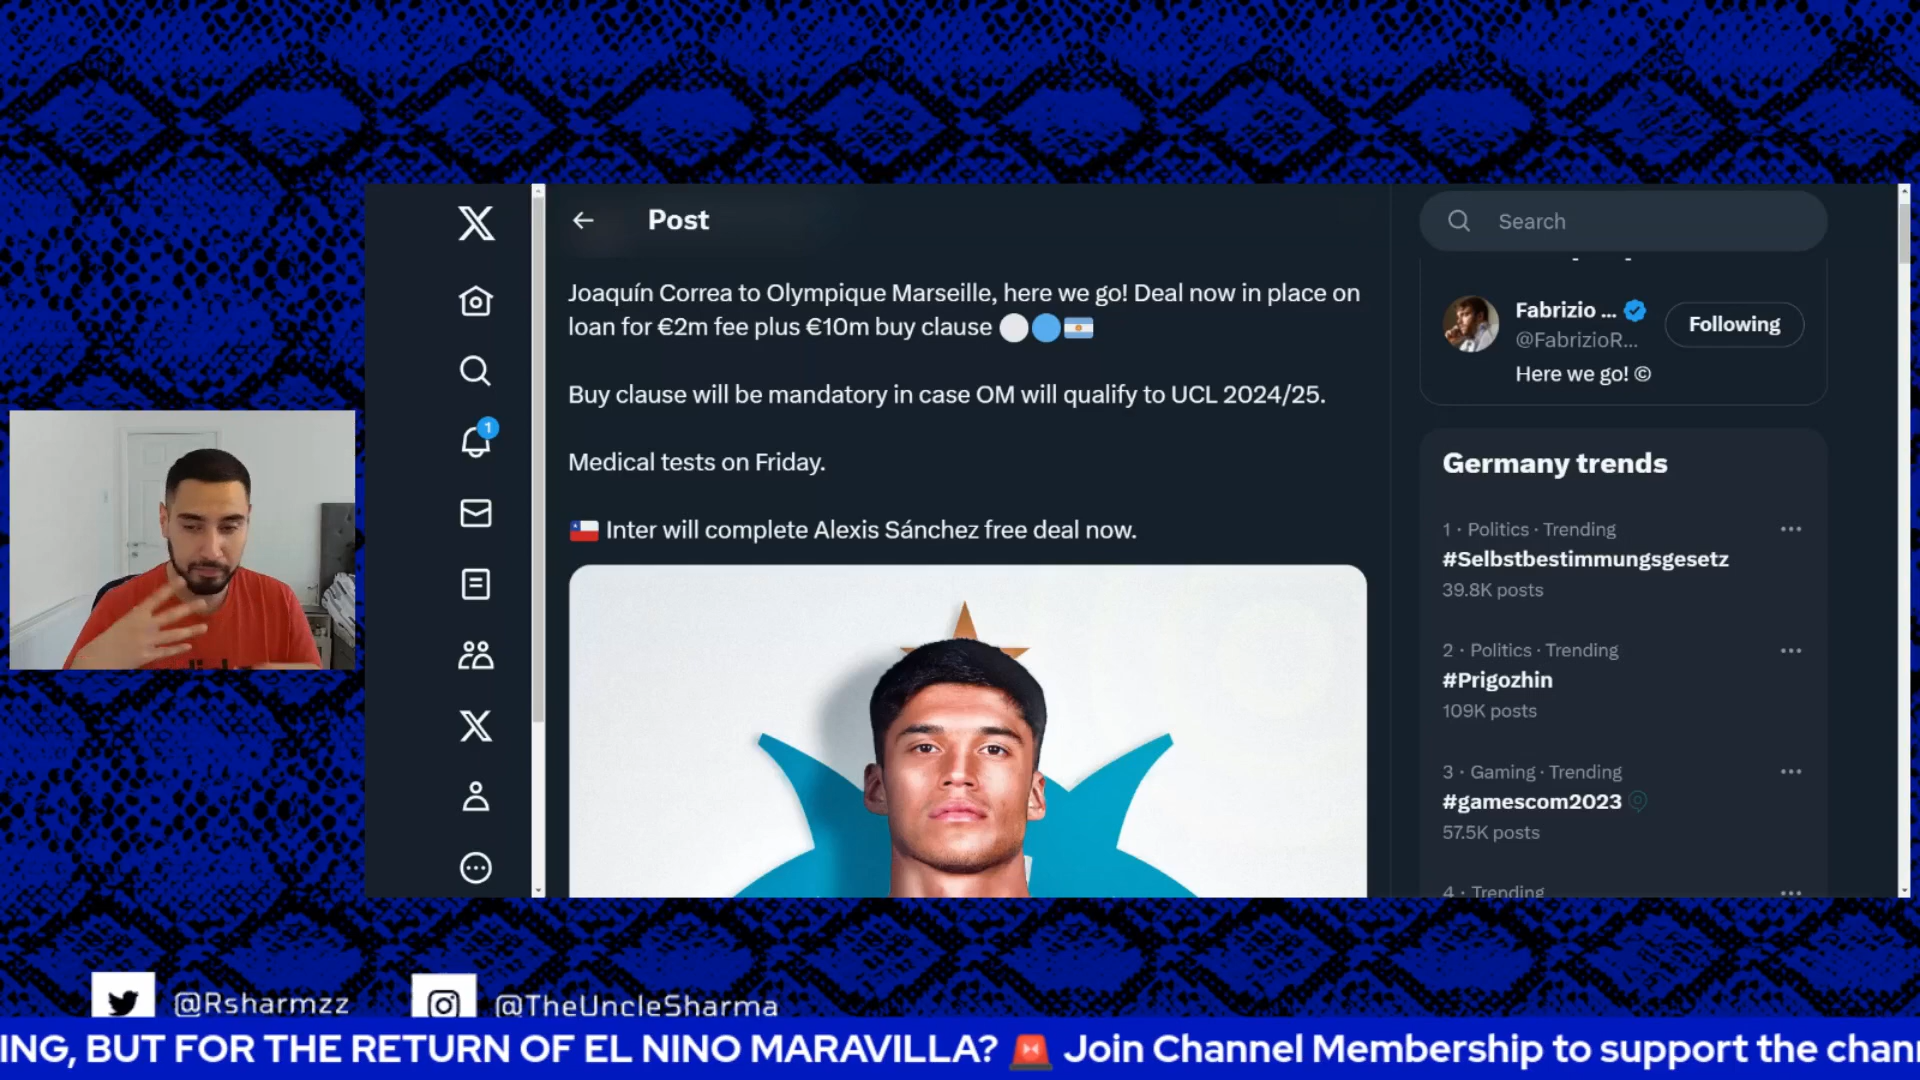 Post
Search
Joaquín Correa to Olympique Marseille, here we go! Deal now in place on
loan for €2m fee plus €10m buy clause
Buy clause will be mandatory in case OM will qualify to UCL 2024/25.
Medical tests on Friday.
Inter will complete Alexis Sánchez free deal now.
1
Fabrizio ...
@FabrizioR...
Following
Here we go! ©
Germany trends
1 · Politics · Trending
#Selbstbestimmungsgesetz
39.8K posts
2 · Politics · Trending
#Prigozhin
109K posts
3 · Gaming · Trending
#gamescom2023
57.5K posts
4 · Trending
@Rsharmzz
@TheUncleSharma
ING, BUT FOR THE RETURN OF EL NINO MARAVILLA? 🚨 Join Channel Membership to support the chan